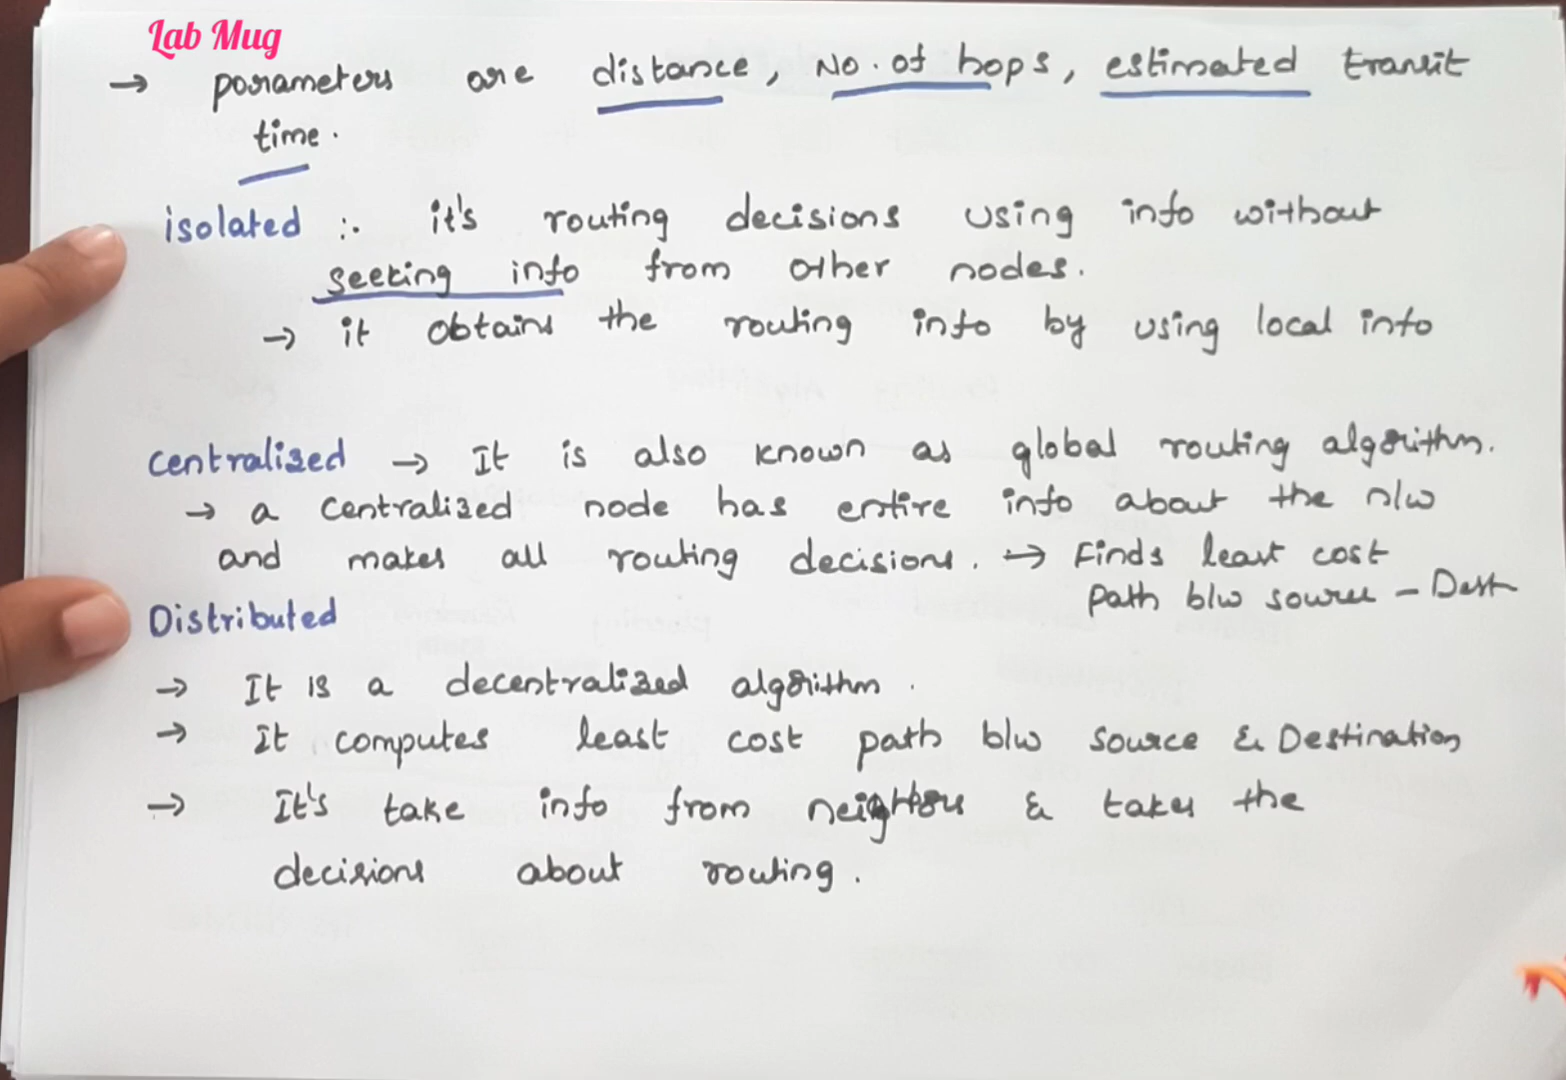 Lab Mug
→ parameters are distance, No. of hops, estimated transit
time.
isolated :. it's routing decisions using info without
seeking info from other nodes.
→ it obtains the routing info by using local info
centralized → It is also known as global routing algorithm.
→ a centralized node has entire info about the n/w
and makes all routing decisions. → Finds least cost
path b/w source - Dest
Distributed
→ It is a decentralized algorithm.
→ It computes least cost path b/w source & Destination
→ It's take info from neighbour & takes the
decisions about routing.